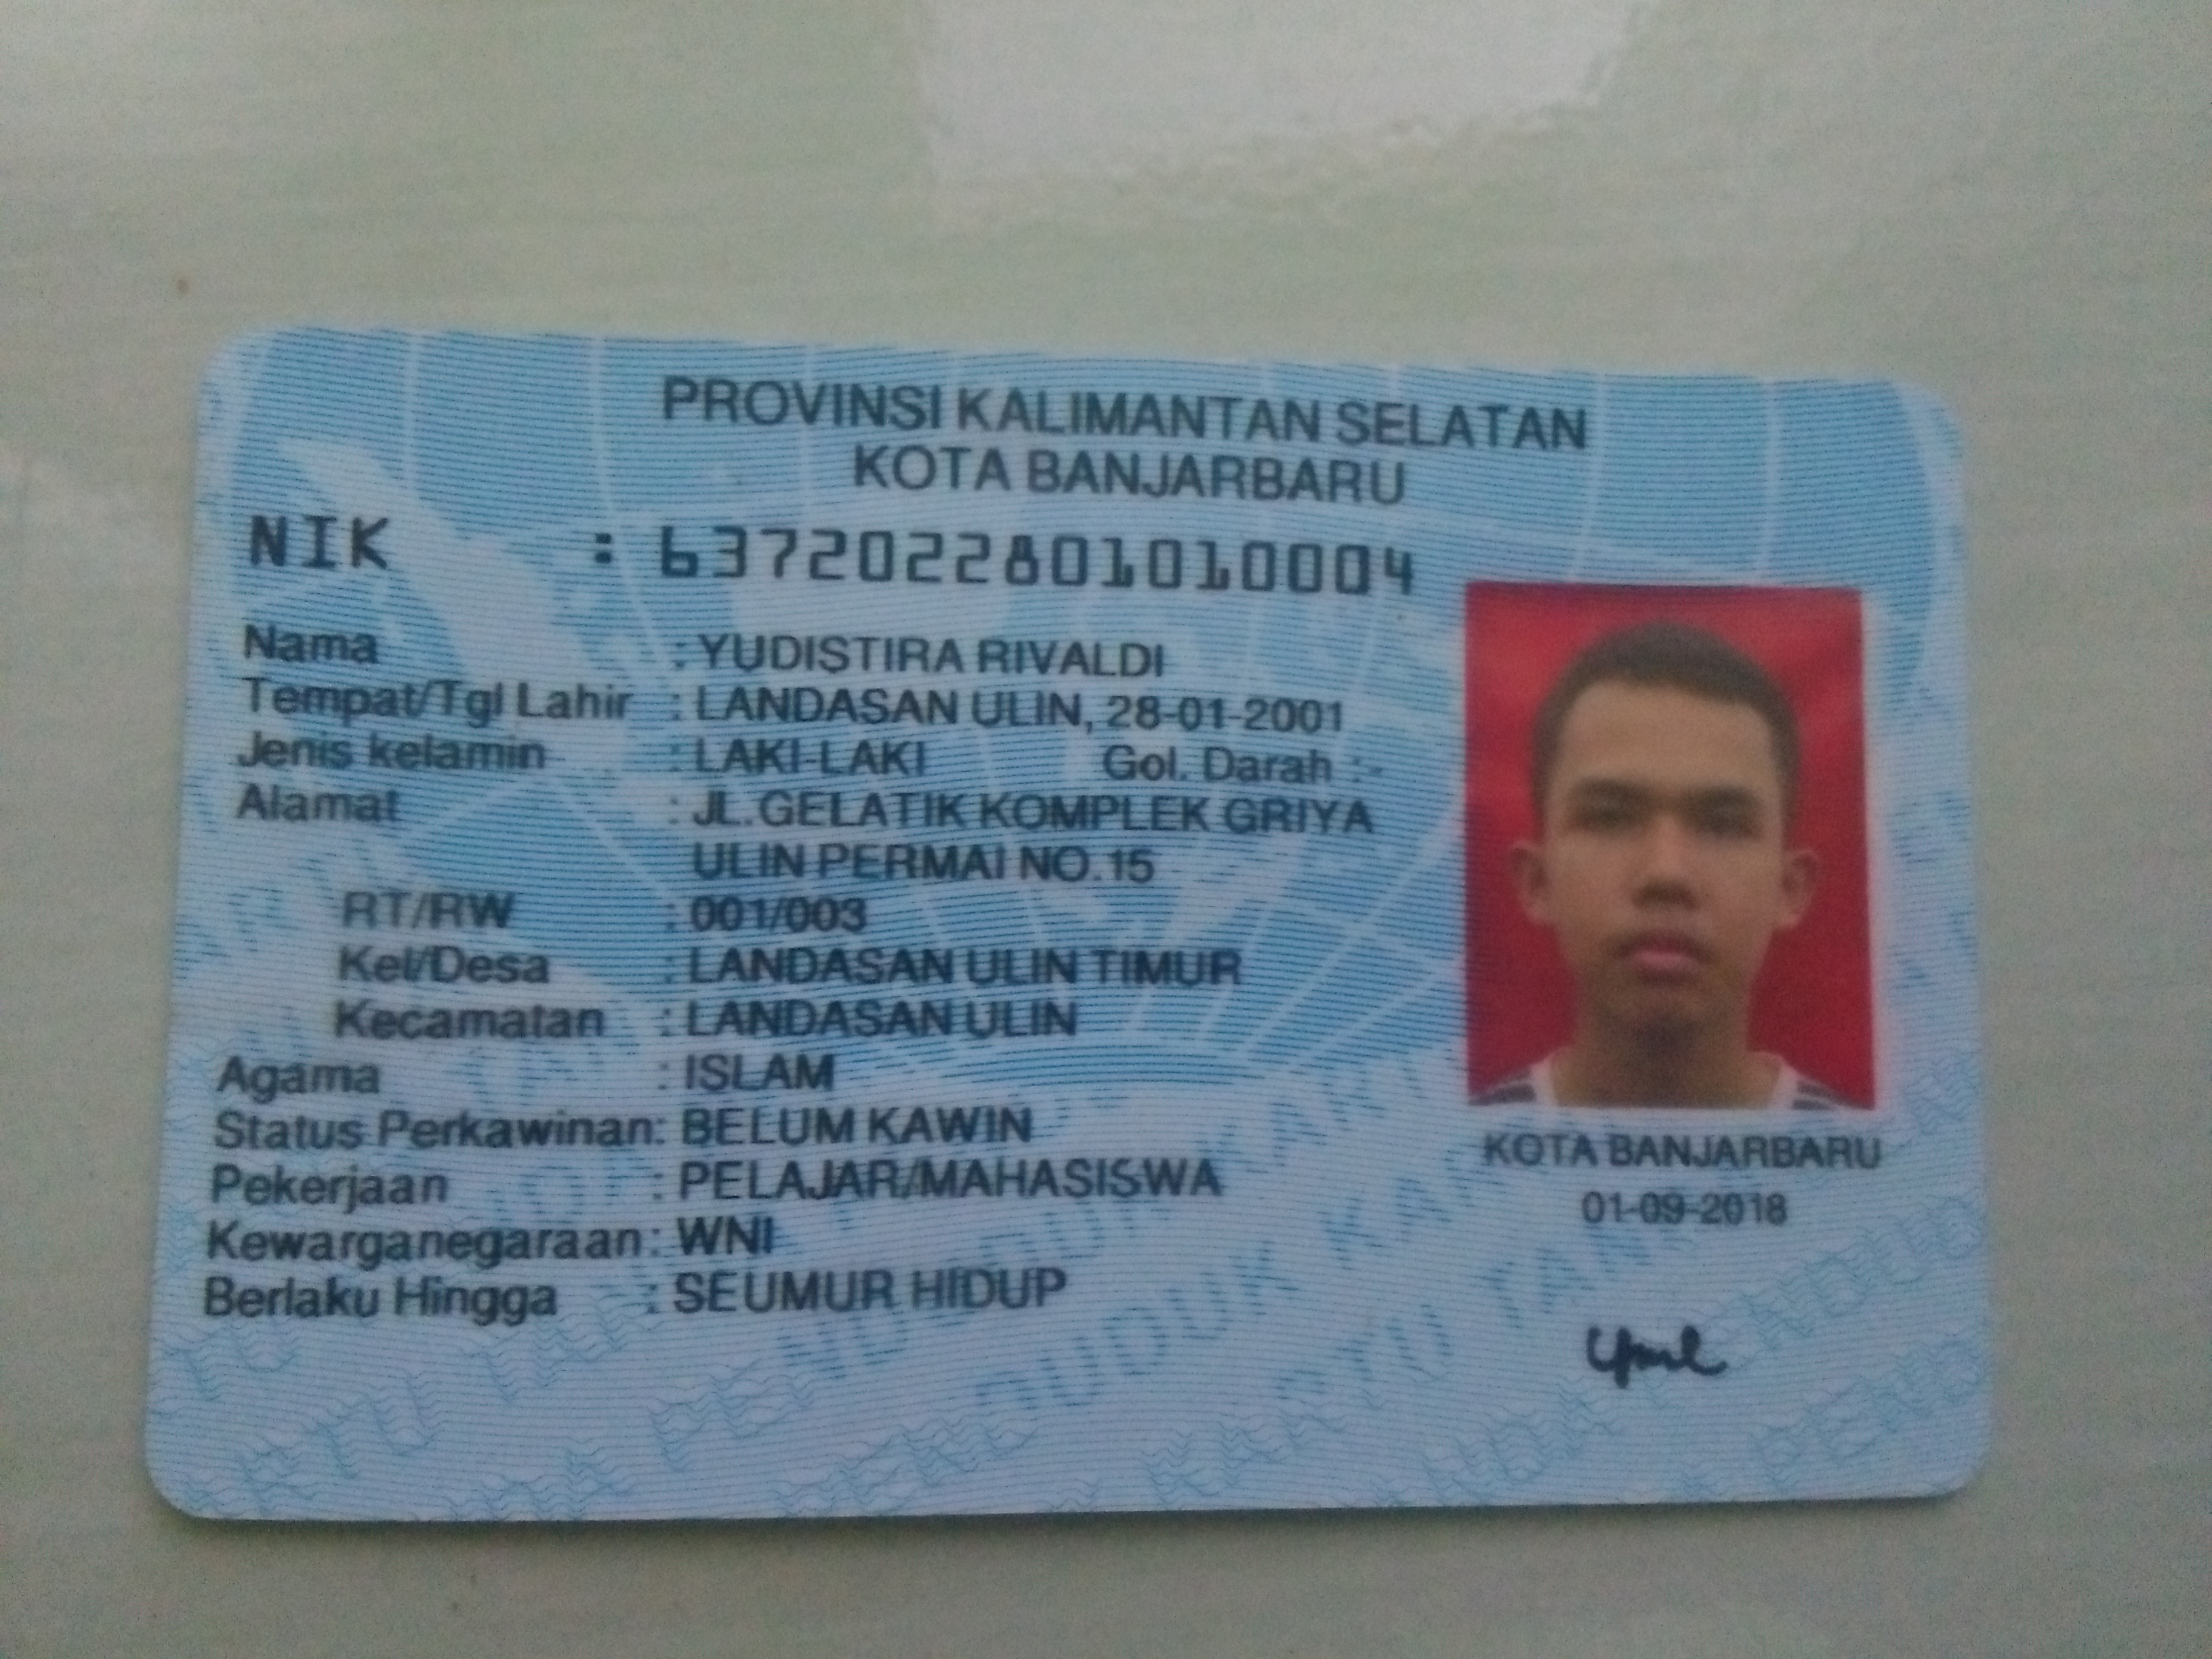 PROVINSI KALIMANTAN SELATAN
KOTA BANJARBARU
NIK : 6372022801010004
Nama : YUDISTIRA RIVALDI
Tempat/Tgl Lahir : LANDASAN ULIN, 28-01-2001
Jenis kelamin : LAKI-LAKI Gol. Darah :-
Alamat : JL.GELATIK KOMPLEK GRIYA
ULIN PERMAI NO.15
RT/RW : 001/003
Kel/Desa : LANDASAN ULIN TIMUR
Kecamatan : LANDASAN ULIN
Agama : ISLAM
Status Perkawinan: BELUM KAWIN
Pekerjaan : PELAJAR/MAHASISWA
Kewarganegaraan: WNI
Berlaku Hingga : SEUMUR HIDUP
KOTA BANJARBARU
01-09-2018